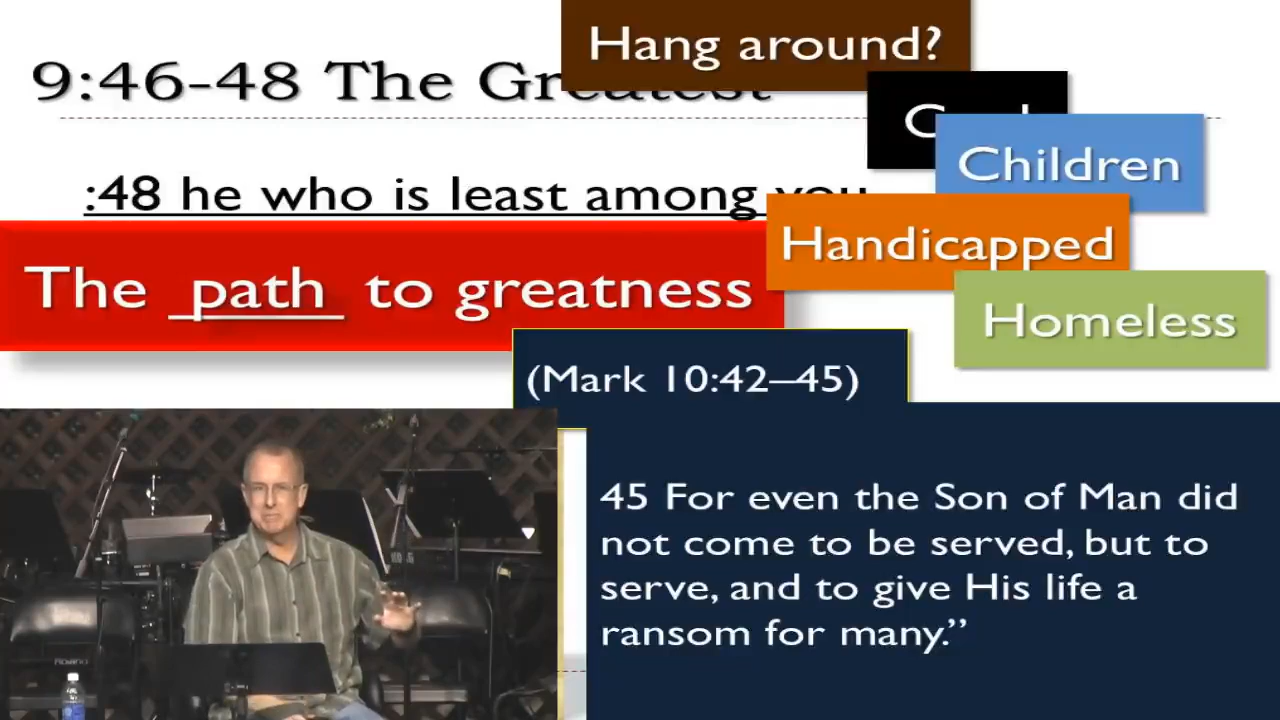 Hang around?
9:46-48 The Greatest
Children
:48 he who is least among you
Handicapped
The path to greatness
Homeless
(Mark 10:42–45)
45 For even the Son of Man did
not come to be served, but to
serve, and to give His life a
ransom for many.”